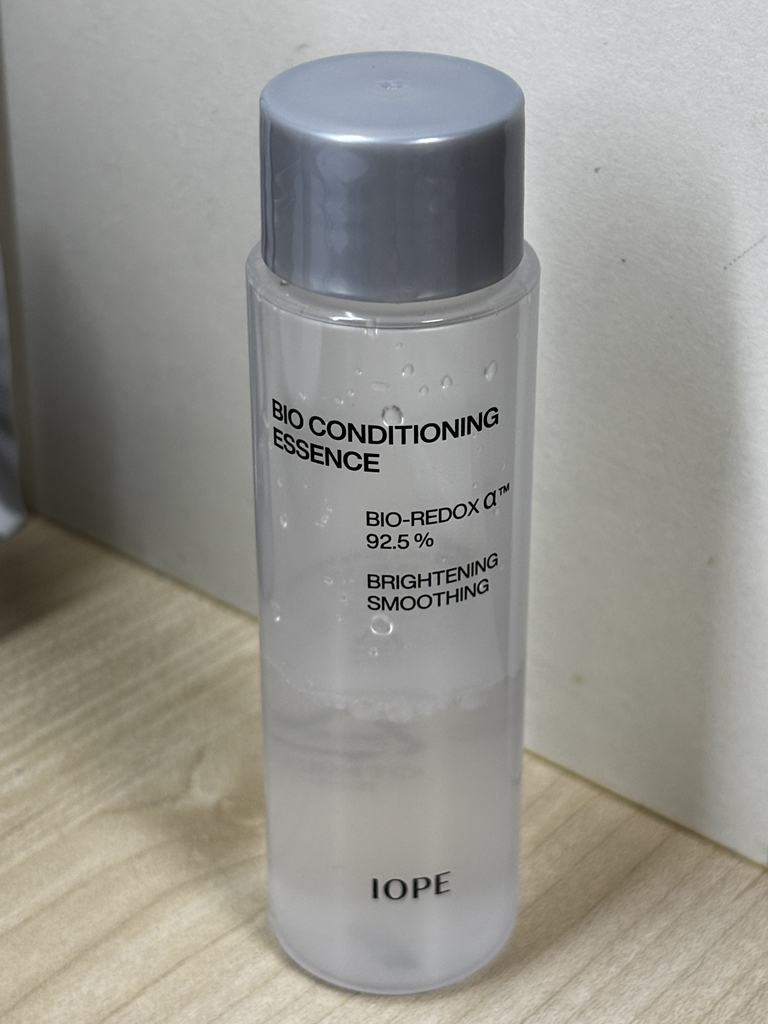 BIO CONDITIONING
ESSENCE
BIO-REDOX α™
92.5 %
BRIGHTENING
SMOOTHING
IOPE